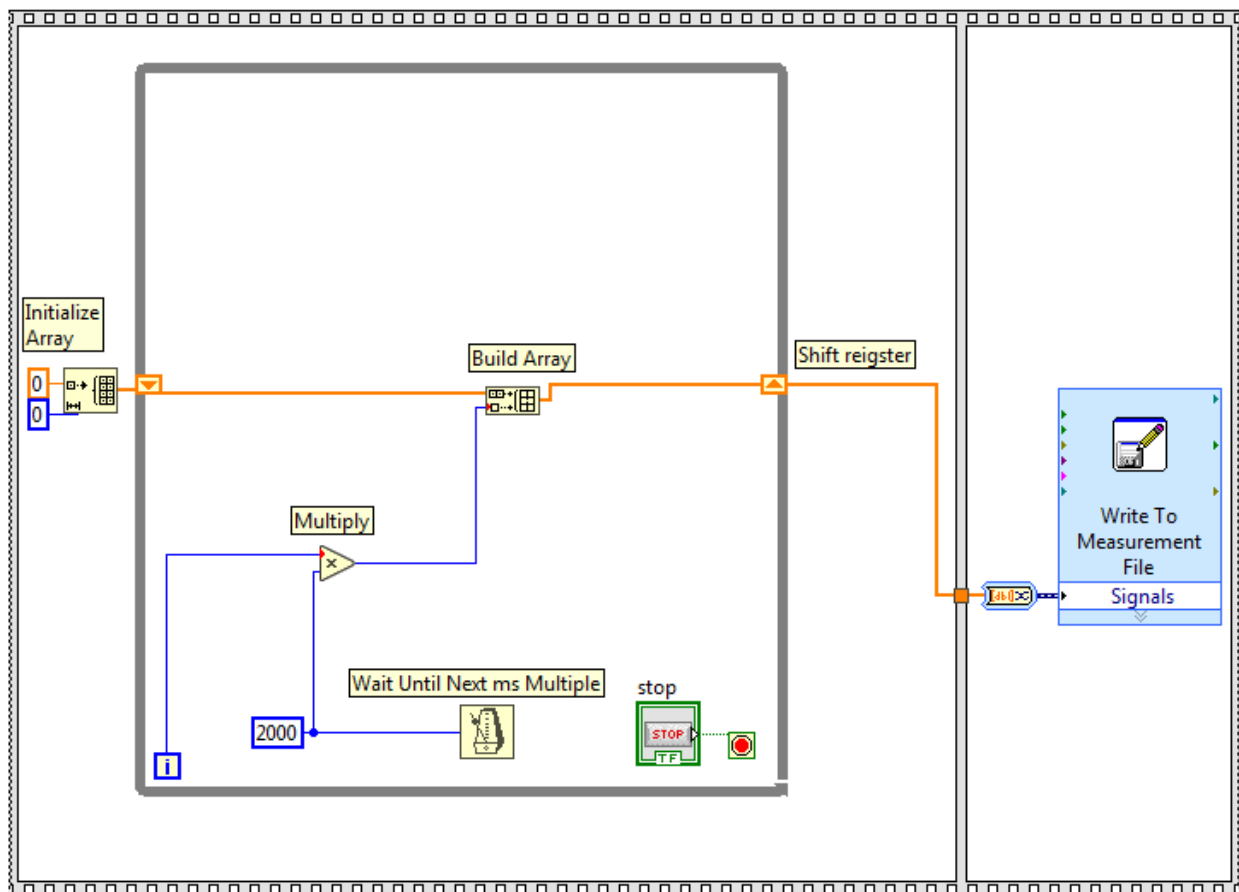 Initialize
Array
0
0
Build Array
Shift reigster
Multiply
x
Wait Until Next ms Multiple
2000
i
stop
STOP
TF
Write To
Measurement
File
Signals